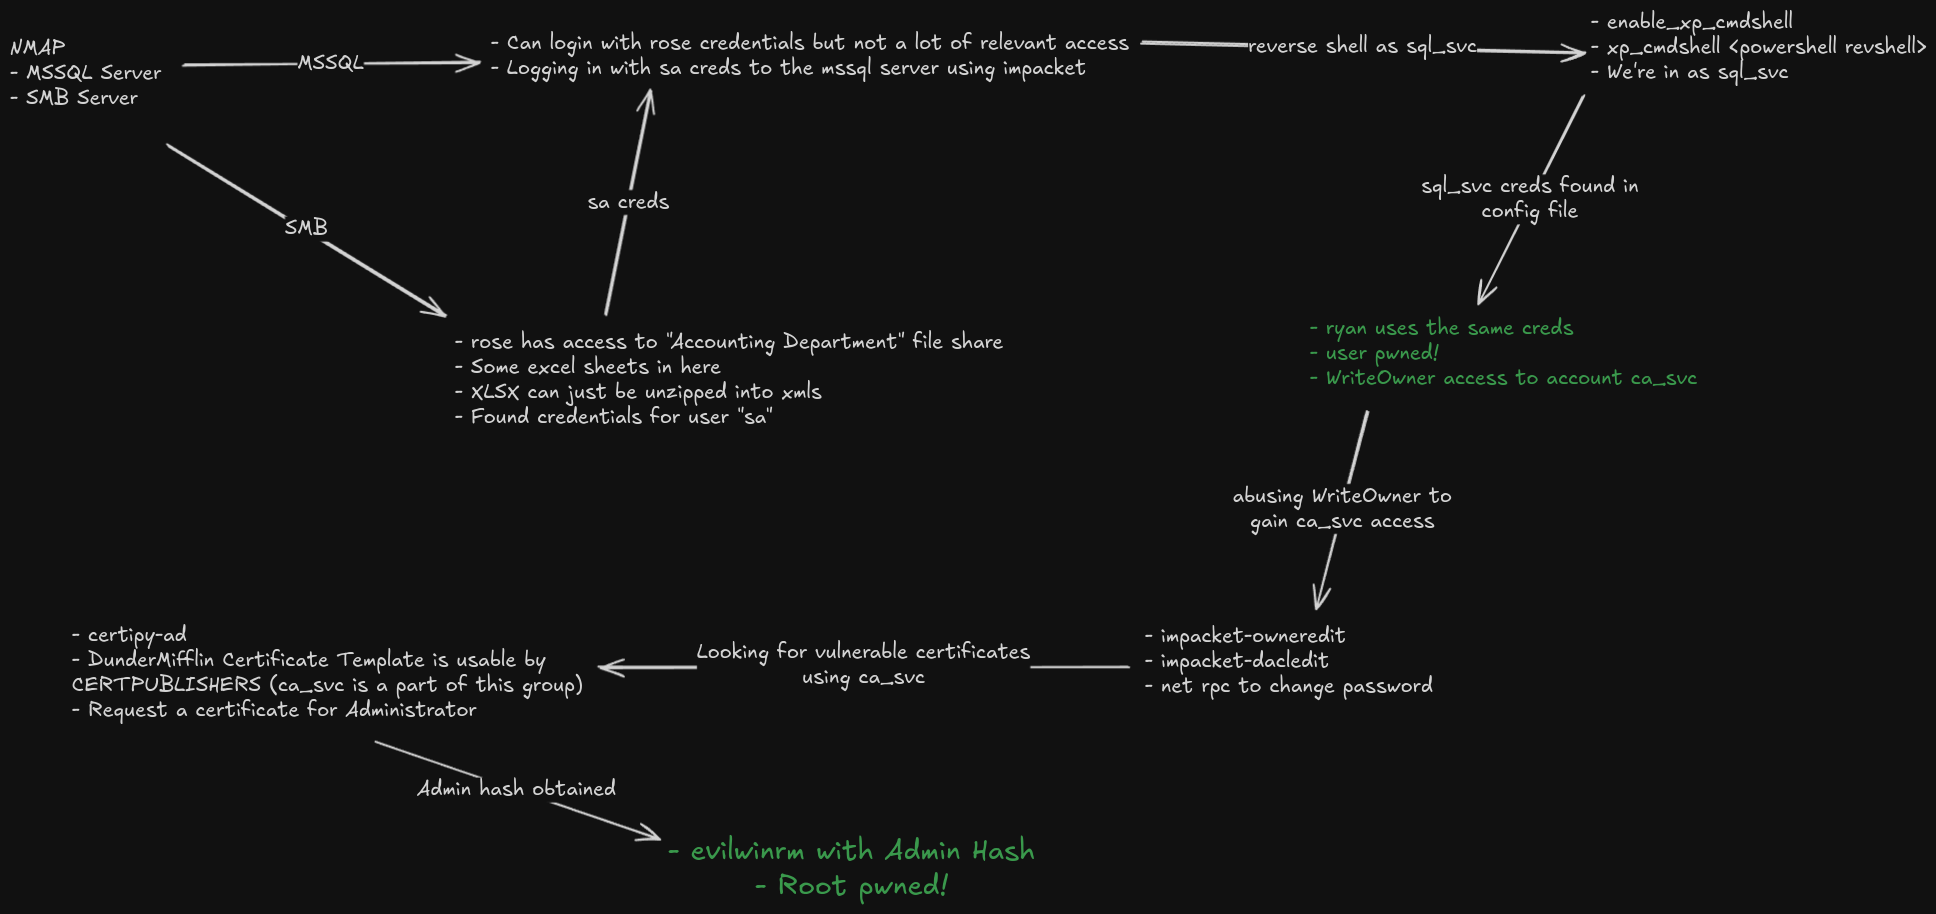 NMAP
- MSSQL Server
- SMB Server
MSSQL
- Can login with rose credentials but not a lot of relevant access
- Logging in with sa creds to the mssql server using impacket
reverse shell as sql_svc
- enable_xp_cmdshell
- xp_cmdshell <powershell revshell>
- We're in as sql_svc
SMB
sa creds
sql_svc creds found in
config file
- rose has access to "Accounting Department" file share
- Some excel sheets in here
- XLSX can just be unzipped into xmls
- Found credentials for user "sa"
- ryan uses the same creds
- user pwned!
- WriteOwner access to account ca_svc
abusing WriteOwner to
gain ca_svc access
- impacket-owneredit
- impacket-dacledit
- net rpc to change password
Looking for vulnerable certificates
using ca_svc
- certipy-ad
- DunderMifflin Certificate Template is usable by
CERTPUBLISHERS (ca_svc is a part of this group)
- Request a certificate for Administrator
Admin hash obtained
- evilwinrm with Admin Hash
- Root pwned!